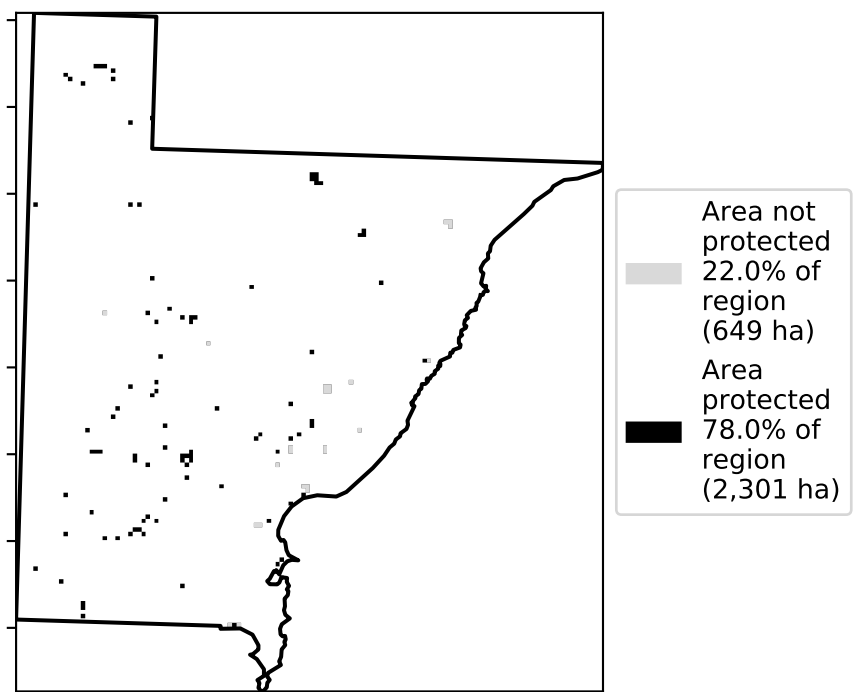 Area not
protected
22.0% of
region
(649 ha)
Area
protected
78.0% of
region
(2,301 ha)